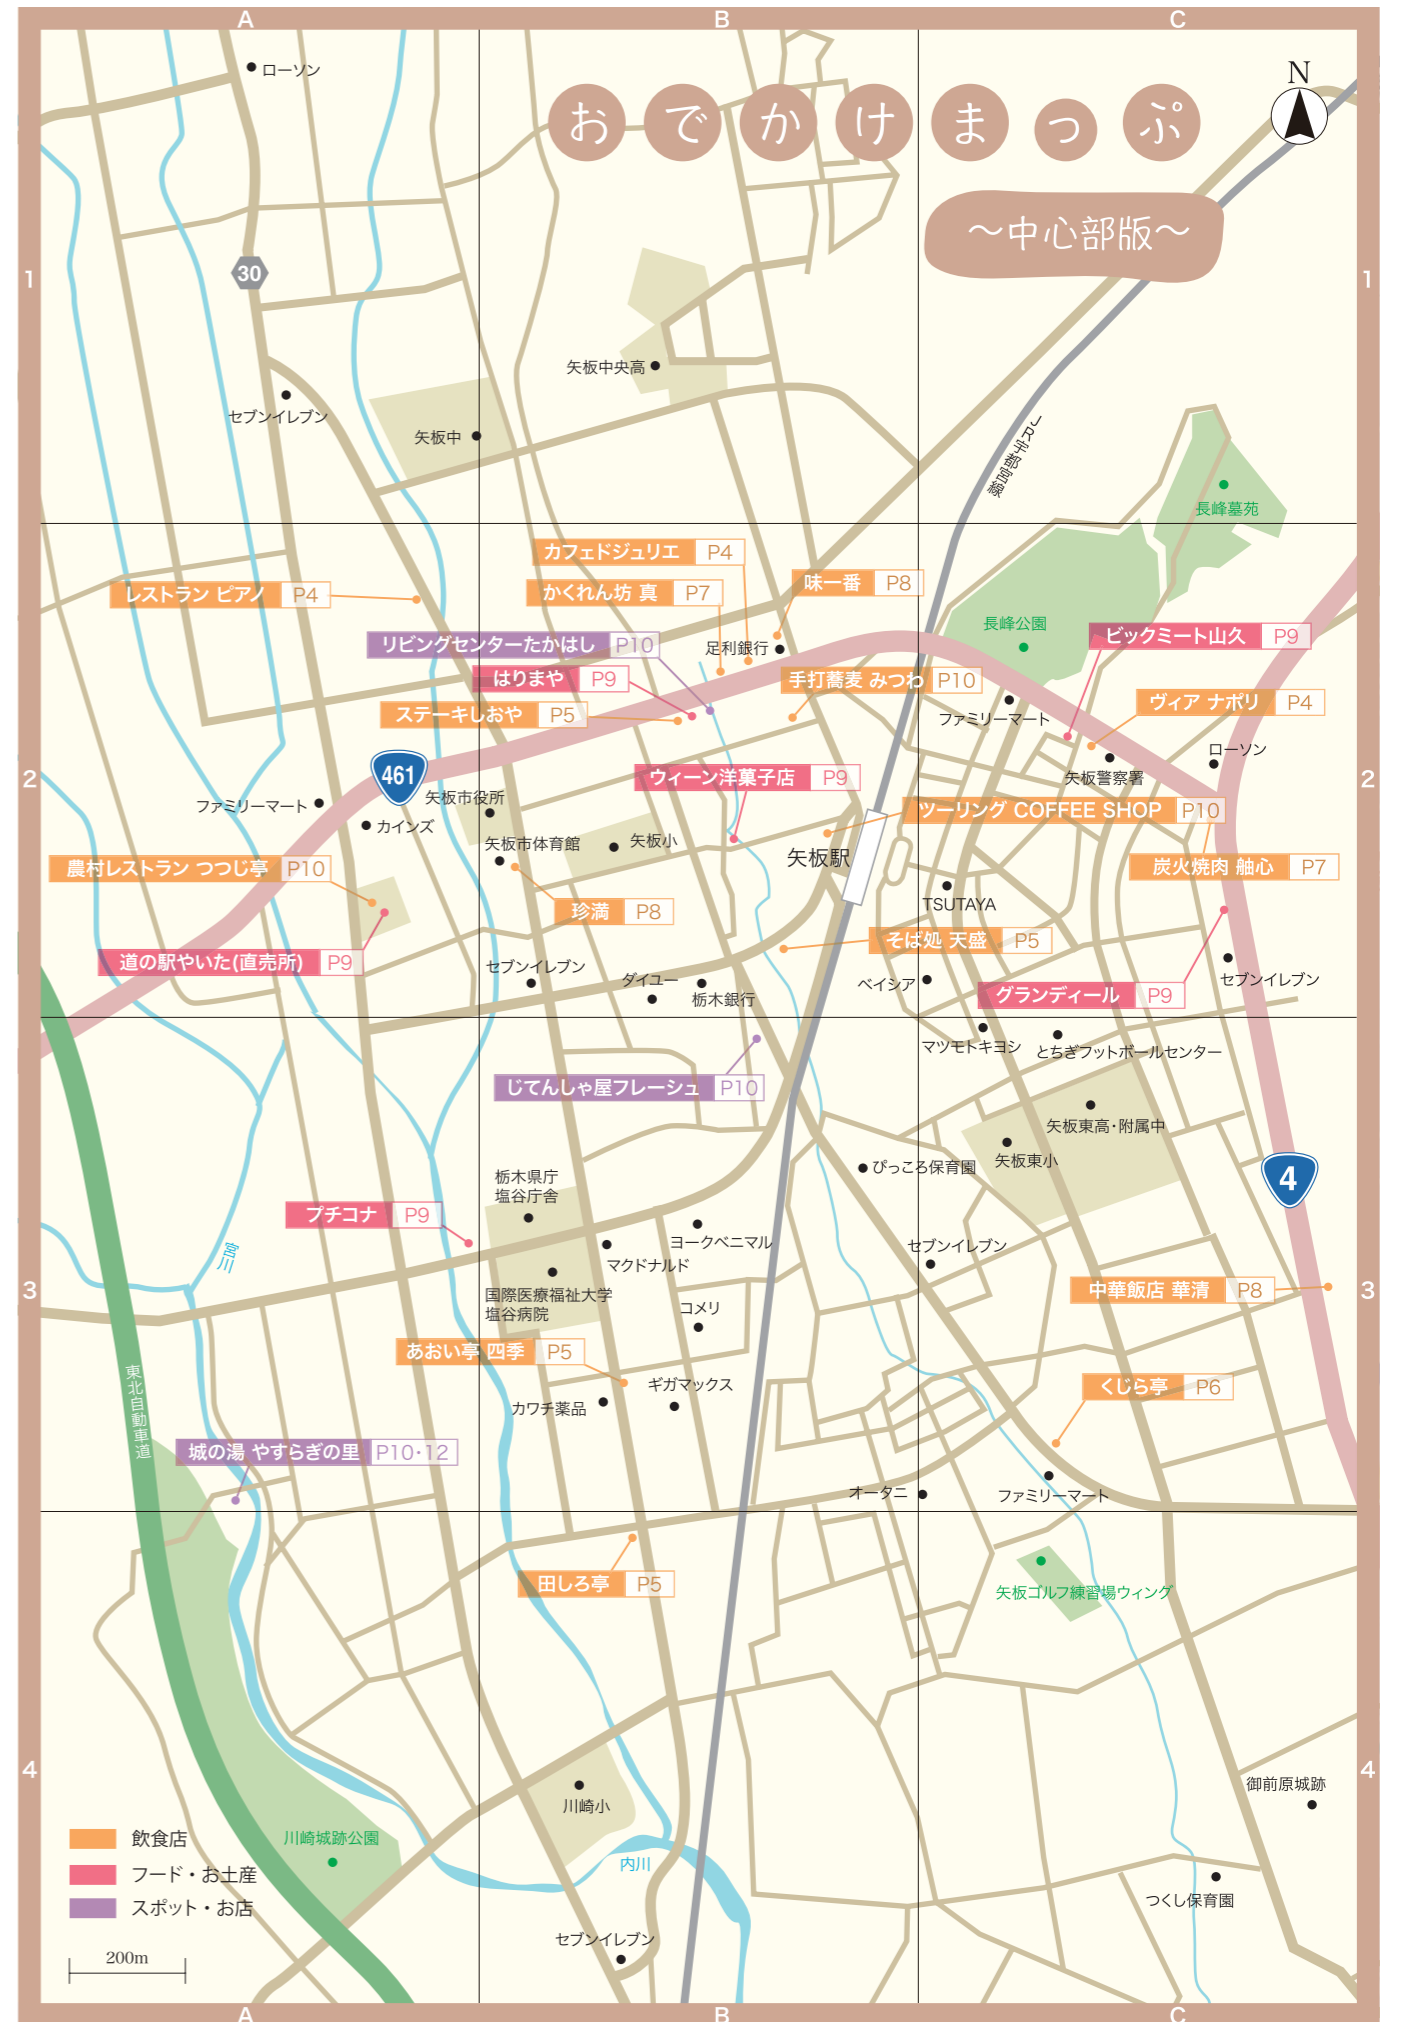 A
B
C
おでかけまっぷ
～中心部版～
N
ローソン
1
30
1
矢板中央高
セブンイレブン
矢板中
JR宇都宮線
長峰墓苑
カフェドジュリエ P4
レストラン ピアノ P4
かくれん坊 真 P7
味一番 P8
リビングセンターたかはし P10
足利銀行
長峰公園
ビックミート山久 P9
はりまや P9
手打蕎麦 みつわ P10
ステーキしおや P5
ファミリーマート
ヴィア ナポリ P4
ローソン
461
2
ウィーン洋菓子店 P9
矢板警察署
2
ファミリーマート
矢板市役所
カインズ
ツーリング COFFEE SHOP P10
矢板市体育館
矢板小
矢板駅
農村レストラン つつじ亭 P10
炭火焼肉 舳心 P7
TSUTAYA
珍満 P8
そば処 天盛 P5
道の駅やいた(直売所) P9
セブンイレブン
ダイユー
栃木銀行
ベイシア
グランディール P9
セブンイレブン
マツモトキヨシ
とちぎフットボールセンター
じてんしゃ屋フレーシュ P10
矢板東高・附属中
ぴっころ保育園
矢板東小
栃木県庁
塩谷庁舎
4
プチコナ P9
ヨークベニマル
セブンイレブン
宮川
マクドナルド
3
国際医療福祉大学
塩谷病院
コメリ
中華飯店 華清 P8
3
あおい亭 四季 P5
東北自動車道
ギガマックス
カワチ薬品
くじら亭 P6
城の湯 やすらぎの里 P10・12
オータニ
ファミリーマート
田しろ亭 P5
矢板ゴルフ練習場ウィング
4
4
御前原城跡
川崎小
飲食店
川崎城跡公園
フード・お土産
内川
スポット・お店
つくし保育園
セブンイレブン
200m
A
B
C